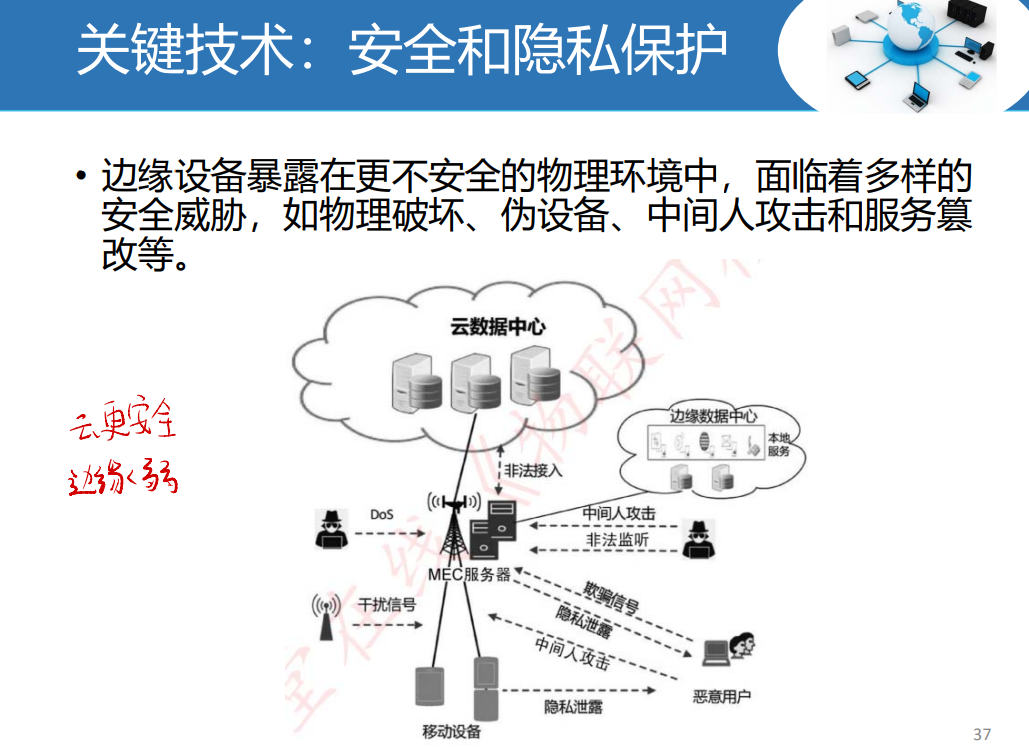 关键技术：安全和隐私保护
• 边缘设备暴露在更不安全的物理环境中，面临着多样的
安全威胁，如物理破坏、伪设备、中间人攻击和服务篡
改等。
云数据中心
边缘数据中心
本地
服务
非法接入
云更安全
边缘< 弱
DoS
中间人攻击
非法监听
MEC服务器
干扰信号
欺骗信号
隐私泄露
中间人攻击
恶意用户
隐私泄露
移动设备
37